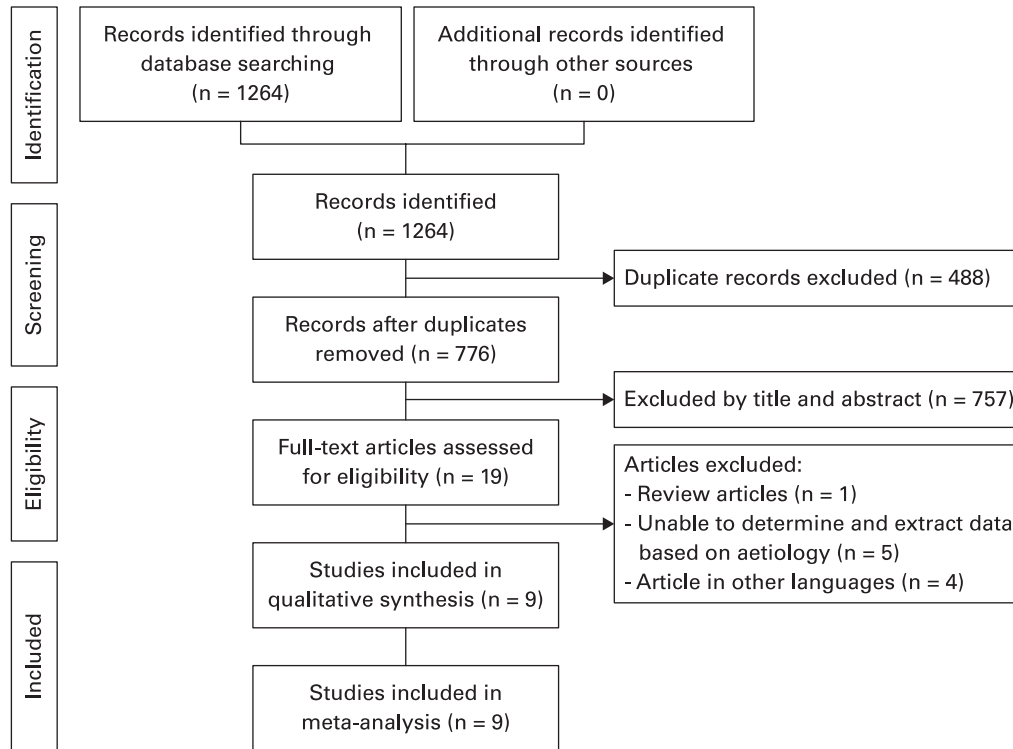 Identification
Records identified through
database searching
(n = 1264)
Additional records identified
through other sources
(n = 0)
Screening
Records identified
(n = 1264)
Duplicate records excluded (n = 488)
Records after duplicates
removed (n = 776)
Eligibility
Excluded by title and abstract (n = 757)
Full-text articles assessed
for eligibility (n = 19)
Articles excluded:
- Review articles (n = 1)
- Unable to determine and extract data
based on aetiology (n = 5)
- Article in other languages (n = 4)
Included
Studies included in
qualitative synthesis (n = 9)
Studies included in
meta-analysis (n = 9)